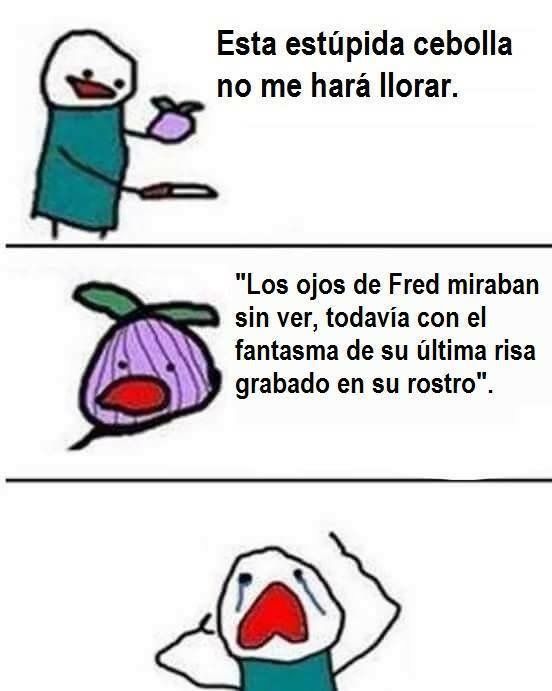 Esta estúpida cebolla
no me hará llorar.
"Los ojos de Fred miraban
sin ver, todavía con el
fantasma de su última risa
grabado en su rostro".